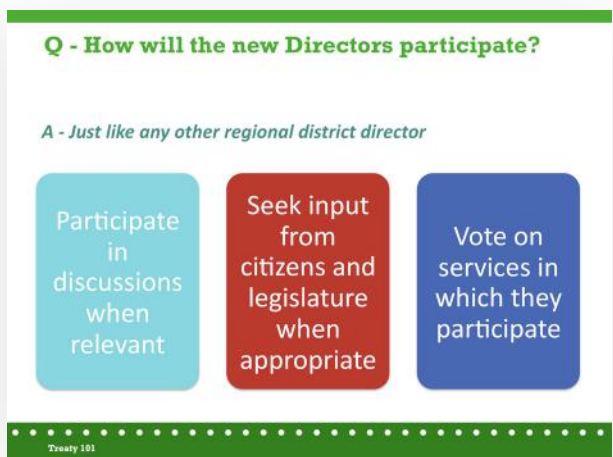 Q - How will the new Directors participate?
A - Just like any other regional district director
Participate
in
discussions
when
relevant
Seek input
from
citizens and
legislature
when
appropriate
Vote on
services in
which they
participate
Treaty 101